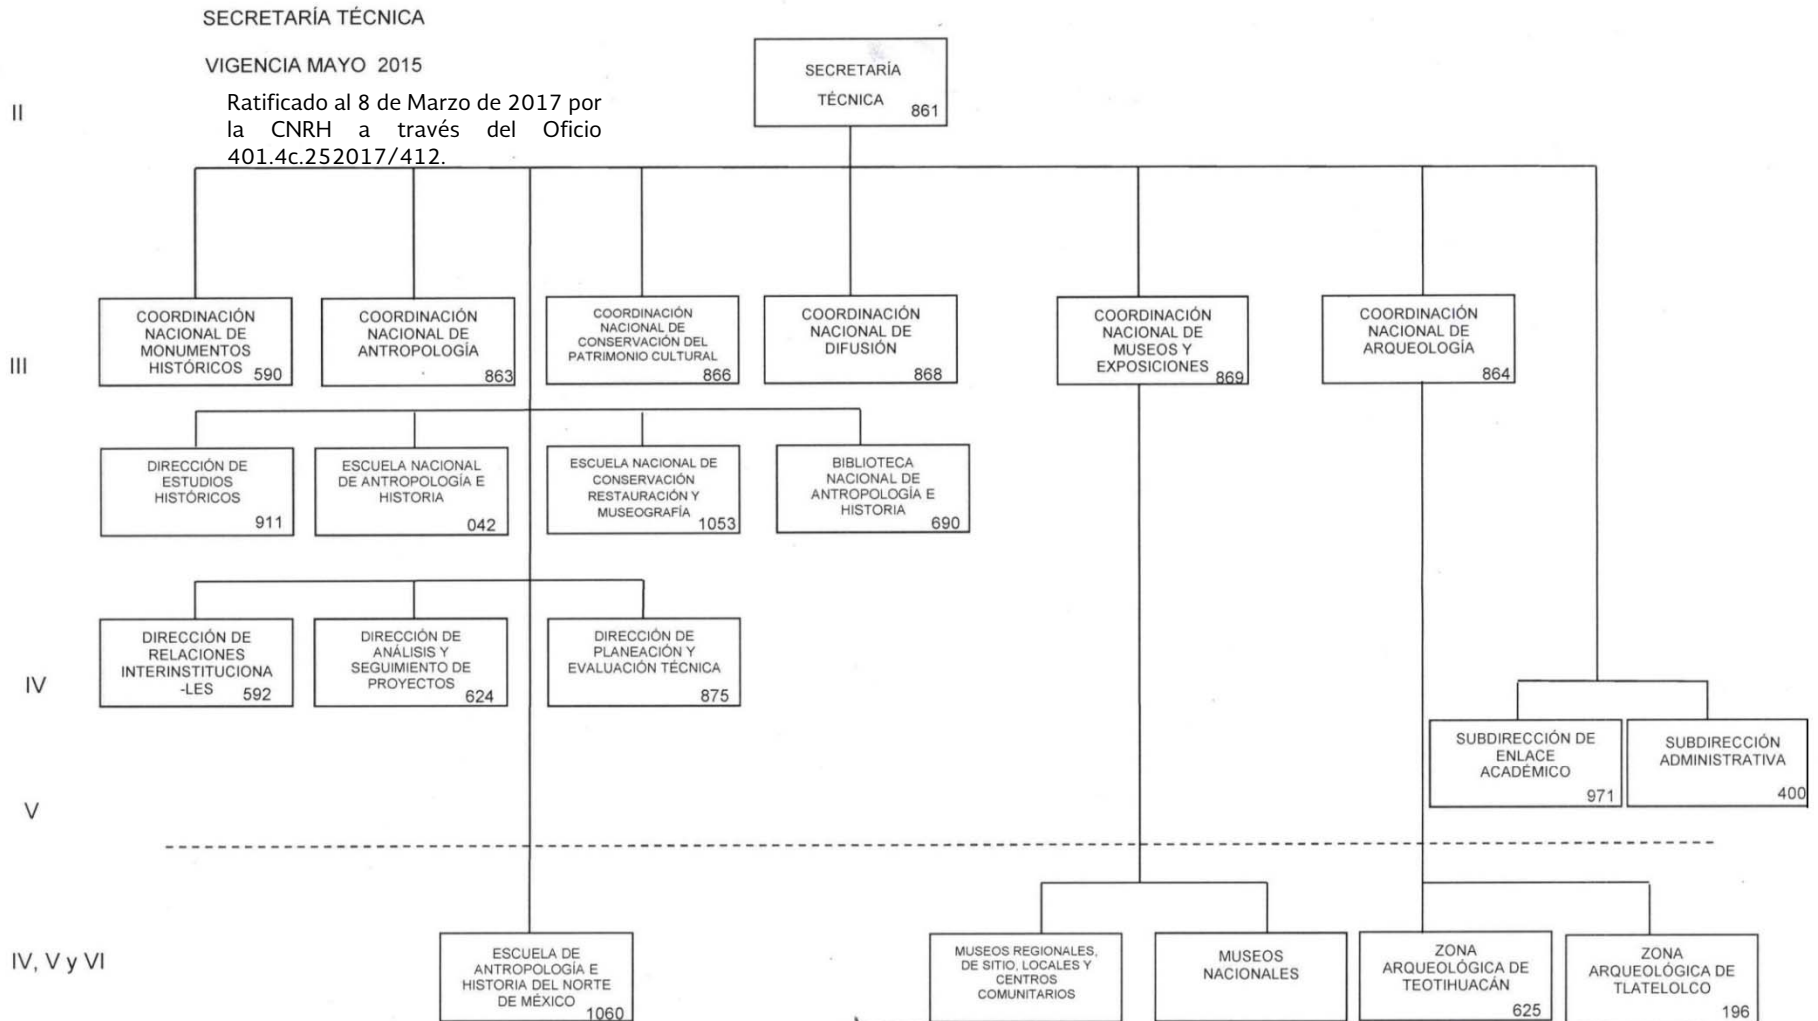 SECRETARÍA TÉCNICA
VIGENCIA MAYO 2015
Ratificado al 8 de Marzo de 2017 por
la CNRH a través del Oficio
401.4c.252017/412.
II
SECRETARÍA
TÉCNICA
861
III
COORDINACIÓN
NACIONAL DE
MONUMENTOS
HISTÓRICOS 590
COORDINACIÓN
NACIONAL DE
ANTROPOLOGÍA
863
COORDINACIÓN
NACIONAL DE
CONSERVACIÓN DEL
PATRIMONIO CULTURAL
866
COORDINACIÓN
NACIONAL DE
DIFUSIÓN
868
COORDINACIÓN
NACIONAL DE
MUSEOS Y
EXPOSICIONES 869
COORDINACIÓN
NACIONAL DE
ARQUEOLOGÍA
864
DIRECCIÓN DE
ESTUDIOS
HISTÓRICOS
911
ESCUELA NACIONAL
DE ANTROPOLOGÍA E
HISTORIA
042
ESCUELA NACIONAL DE
CONSERVACIÓN
RESTAURACIÓN Y
MUSEOGRAFÍA 1053
BIBLIOTECA
NACIONAL DE
ANTROPOLOGÍA E
HISTORIA 690
IV
DIRECCIÓN DE
RELACIONES
INTERINSTITUCIONA
-LES 592
DIRECCIÓN DE
ANÁLISIS Y
SEGUIMIENTO DE
PROYECTOS 624
DIRECCIÓN DE
PLANEACIÓN Y
EVALUACIÓN TÉCNICA
875
SUBDIRECCIÓN DE
ENLACE
ACADÉMICO
971
SUBDIRECCIÓN
ADMINISTRATIVA
400
V
IV, V y VI
ESCUELA DE
ANTROPOLOGÍA E
HISTORIA DEL NORTE
DE MÉXICO
1060
MUSEOS REGIONALES,
DE SITIO, LOCALES Y
CENTROS
COMUNITARIOS
MUSEOS
NACIONALES
ZONA
ARQUEOLÓGICA DE
TEOTIHUACÁN
625
ZONA
ARQUEOLÓGICA DE
TLATELOLCO
196